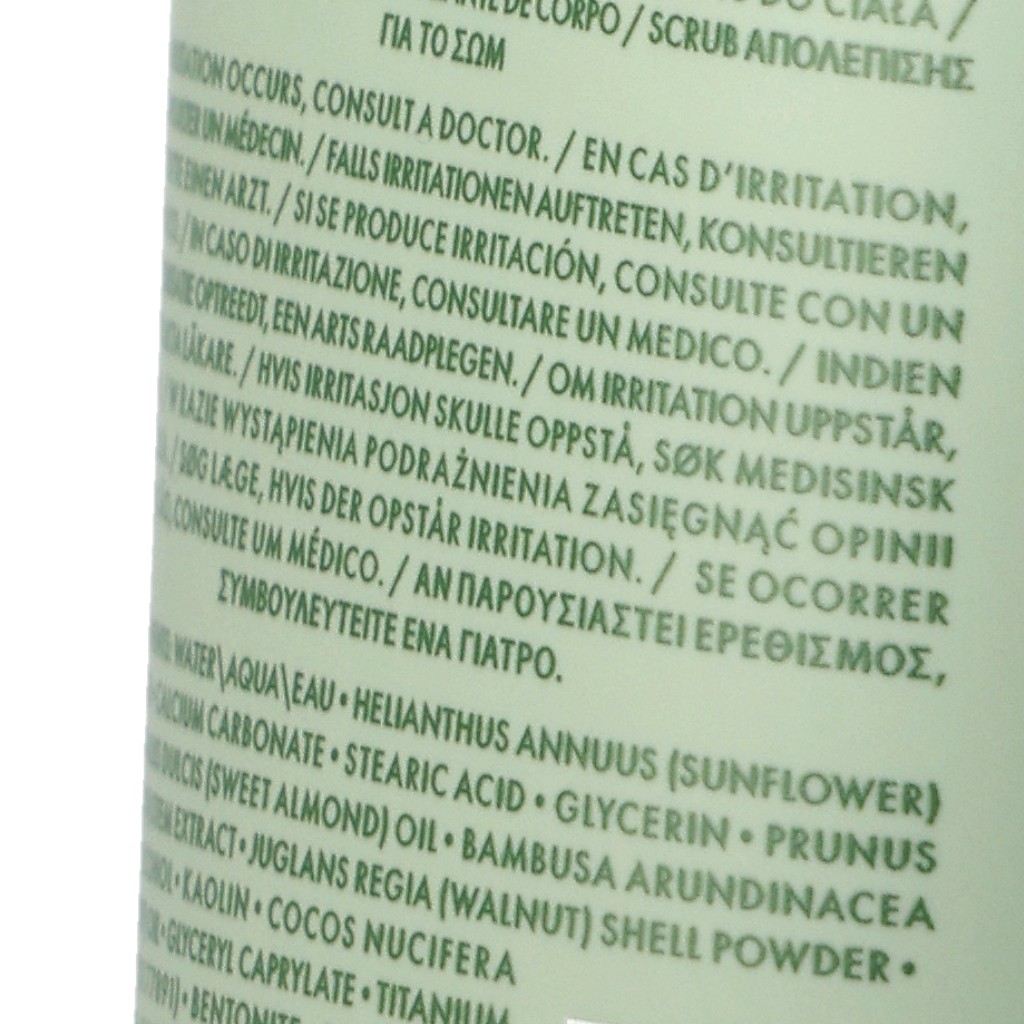 DE CORPO / SCRUB ΑΠΟΛΕΠΙΣΗΣ
ΓΙΑ ΤΟ ΣΩΜ
OCCURS, CONSULT A DOCTOR. / EN CAS D'IRRITATION,
UN MÉDECIN. / FALLS IRRITATIONEN AUFTRETEN, KONSULTIEREN
EINEN ARZT. / SI SE PRODUCE IRRITACIÓN, CONSULTE CON UN
/ IN CASO DI IRRITAZIONE, CONSULTARE UN MEDICO. / INDIEN
OPTREEDT, EEN ARTS RAADPLEGEN. / OM IRRITATION UPPSTÅR,
LÄKARE. / HVIS IRRITASJON SKULLE OPPSTÅ, SØK MEDISINSK
W RAZIE WYSTĄPIENIA PODRAŻNIENIA ZASIĘGNĄĆ OPINII
/ SØG LÆGE, HVIS DER OPSTÅR IRRITATION. / SE OCORRER
CONSULTE UM MÉDICO. / ΑΝ ΠΑΡΟΥΣΙΑΣΤΕΙ ΕΡΕΘΙΣΜΟΣ,
ΣΥΜΒΟΥΛΕΥΤΕΙΤΕ ΕΝΑ ΓΙΑΤΡΟ.
WATER\AQUA\EAU • HELIANTHUS ANNUUS (SUNFLOWER)
CALCIUM CARBONATE • STEARIC ACID • GLYCERIN • PRUNUS
DULCIS (SWEET ALMOND) OIL • BAMBUSA ARUNDINACEA
EXTRACT • JUGLANS REGIA (WALNUT) SHELL POWDER •
• KAOLIN • COCOS NUCIFERA
• GLYCERYL CAPRYLATE • TITANIUM
• BENTONITE